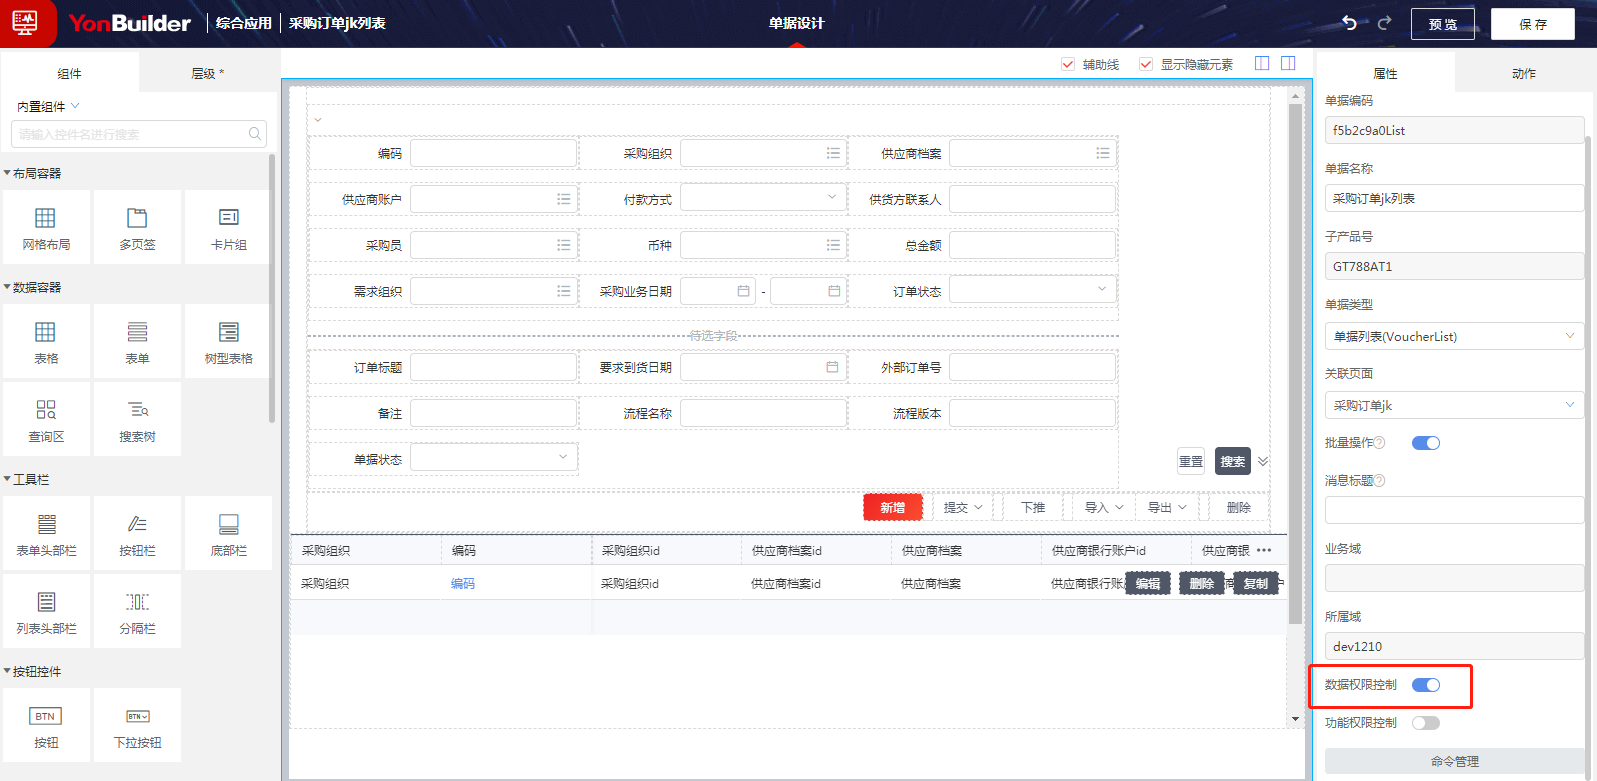 YonBuilder 综合应用 采购订单jk列表 单据设计 预 览 保 存
组件 层级 * 辅助线 显示隐藏元素 属性 动作
内置组件
请输入控件名进行搜索
布局容器
网格布局 多页签 卡片组
数据容器
表格 表单 树型表格
查询区 搜索树
工具栏
表单头部栏 按钮栏 底部栏
列表头部栏 分隔栏
按钮控件
BTN BTN
按钮 下拉按钮
编码 采购组织 供应商档案
供应商账户 付款方式 供货方联系人
采购员 币种 总金额
需求组织 采购业务日期 - 订单状态
待选字段
订单标题 要求到货日期 外部订单号
备注 流程名称 流程版本
单据状态 重置 搜索
新增 提交 下推 导入 导出 删除
采购组织 编码 采购组织id 供应商档案id 供应商档案 供应商银行账户id 供应商银 •••
采购组织 编码 采购组织id 供应商档案id 供应商档案 供应商银行账 编辑 删除 复制
单据编码
f5b2c9a0List
单据名称
采购订单jk列表
子产品号
GT788AT1
单据类型
单据列表(VoucherList)
关联页面
采购订单jk
批量操作
消息标题
业务域
所属域
dev1210
数据权限控制
功能权限控制
命令管理